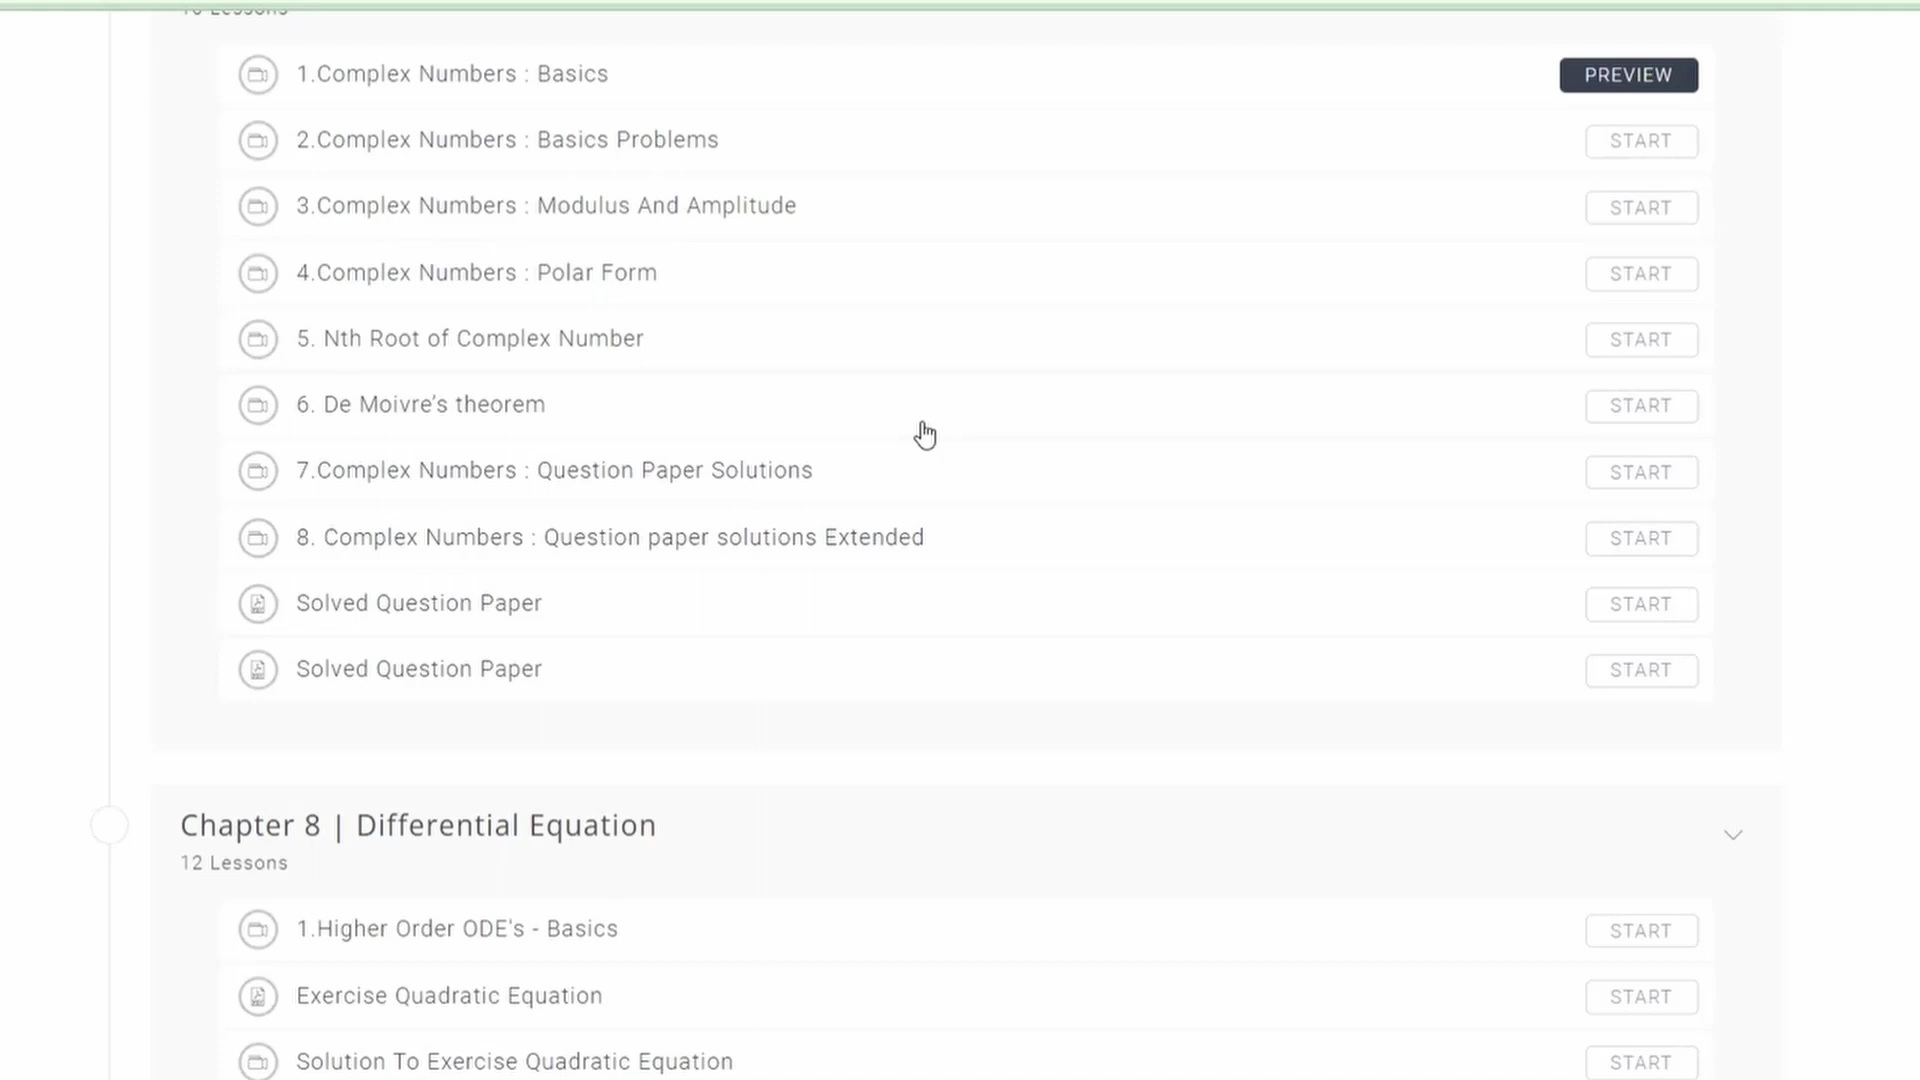 10 Lessons
1.Complex Numbers : Basics
PREVIEW
2.Complex Numbers : Basics Problems
START
3.Complex Numbers : Modulus And Amplitude
START
4.Complex Numbers : Polar Form
START
5. Nth Root of Complex Number
START
6. De Moivre’s theorem
START
7.Complex Numbers : Question Paper Solutions
START
8. Complex Numbers : Question paper solutions Extended
START
Solved Question Paper
START
Solved Question Paper
START
Chapter 8 | Differential Equation
12 Lessons
1.Higher Order ODE's - Basics
START
Exercise Quadratic Equation
START
Solution To Exercise Quadratic Equation
START